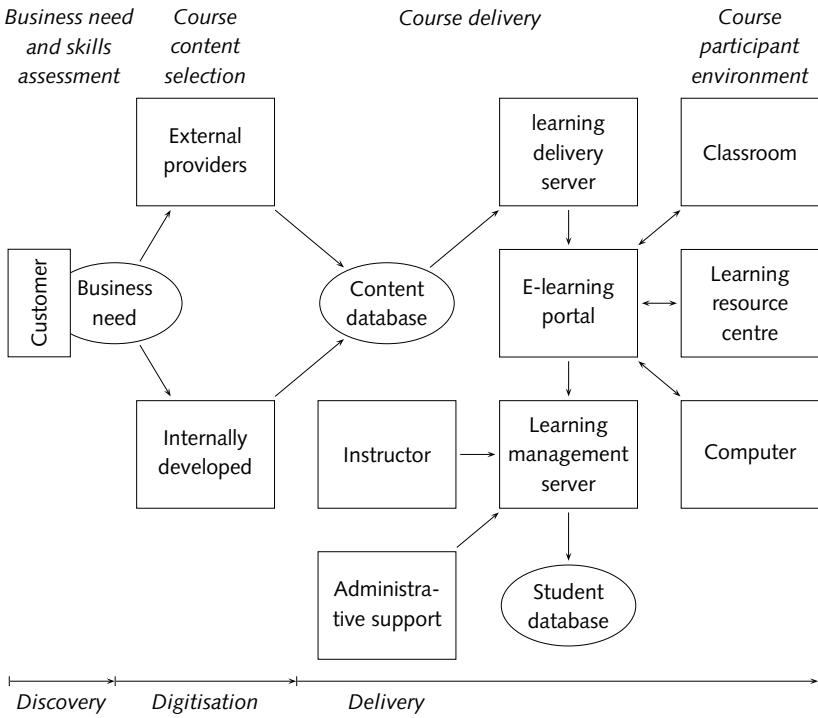 Business need
and skills
assessment
Course
content
selection
Course delivery
Course
participant
environment
External
providers
learning
delivery
server
Classroom
Customer
Business
need
Content
database
E-learning
portal
Learning
resource
centre
Internally
developed
Instructor
Learning
management
server
Computer
Administra-
tive support
Student
database
Discovery
Digitisation
Delivery